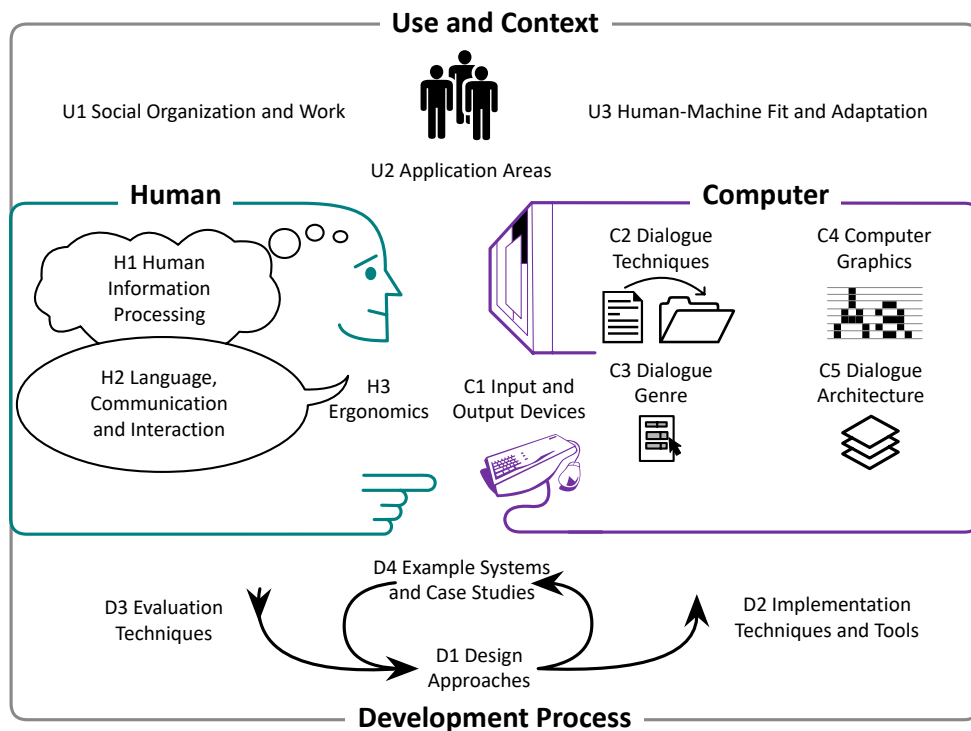 Use and Context
U1 Social Organization and Work
U3 Human-Machine Fit and Adaptation
U2 Application Areas
Human
H1 Human
Information
Processing
H2 Language,
Communication
and Interaction
H3
Ergonomics
Computer
C1 Input and
Output Devices
C2 Dialogue
Techniques
C4 Computer
Graphics
Aa
C3 Dialogue
Genre
C5 Dialogue
Architecture
D4 Example Systems
and Case Studies
D3 Evaluation
Techniques
D2 Implementation
Techniques and Tools
D1 Design
Approaches
Development Process